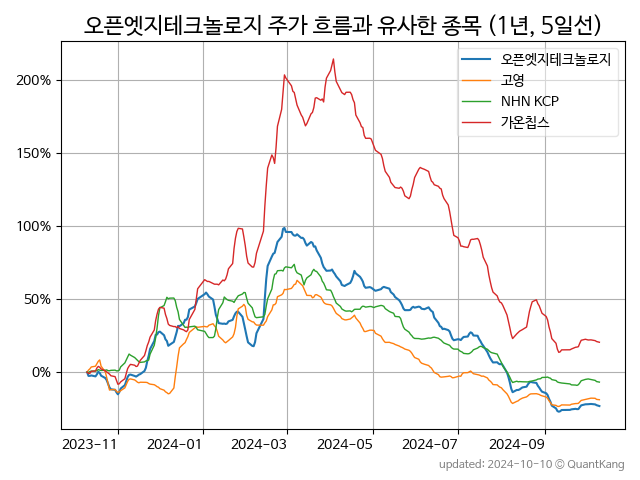 오픈엣지테크놀로지 주가 흐름과 유사한 종목 (1년, 5일선)
오픈엣지테크놀로지
고영
NHN KCP
가온칩스
200%
150%
100%
50%
0%
2023-11
2024-01
2024-03
2024-05
2024-07
2024-09
updated: 2024-10-10 © QuantKang